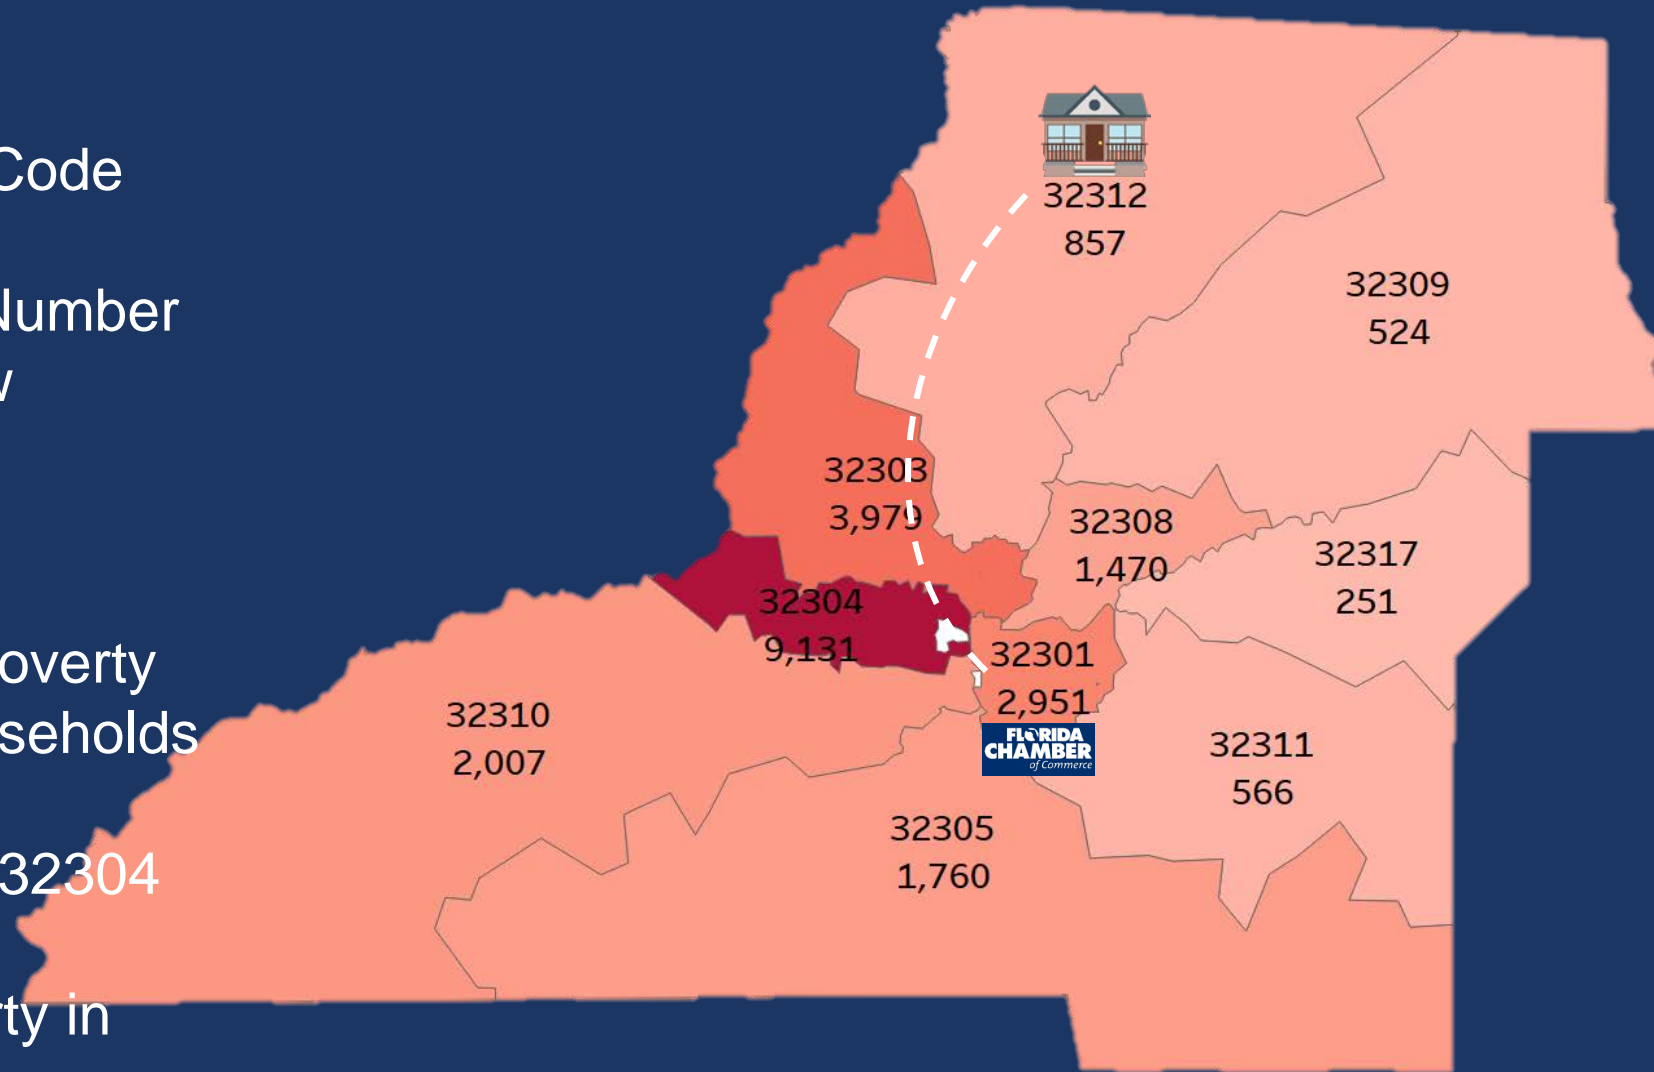 Code
Number
w
overty
seholds
32304
rty in
32312
857
32309
524
32303
3,979
32308
1,470
32317
251
32304
9,131
32301
2,951
FLORIDA
CHAMBER
of Commerce
32310
2,007
32311
566
32305
1,760